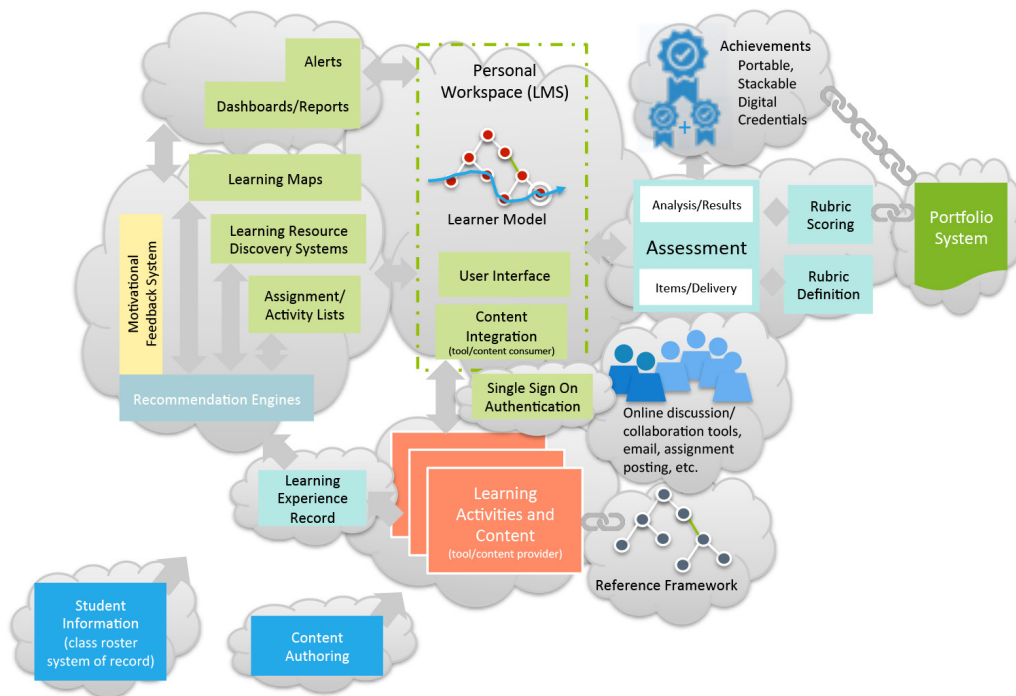 Alerts
Dashboards/Reports
Learning Maps
Learning Resource
Discovery Systems
Assignment/
Activity Lists
Motivational
Feedback System
Recommendation Engines
Personal
Workspace (LMS)
Learner Model
User Interface
Content
Integration
(tool/content consumer)
Single Sign On
Authentication
Achievements
Portable,
Stackable
Digital
Credentials
+
Analysis/Results
Assessment
Items/Delivery
Rubric
Scoring
Rubric
Definition
Portfolio
System
Online discussion/
collaboration tools,
email, assignment
posting, etc.
Learning
Experience
Record
Learning
Activities and
Content
(tool/content provider)
Reference Framework
Student
Information
(class roster
system of record)
Content
Authoring